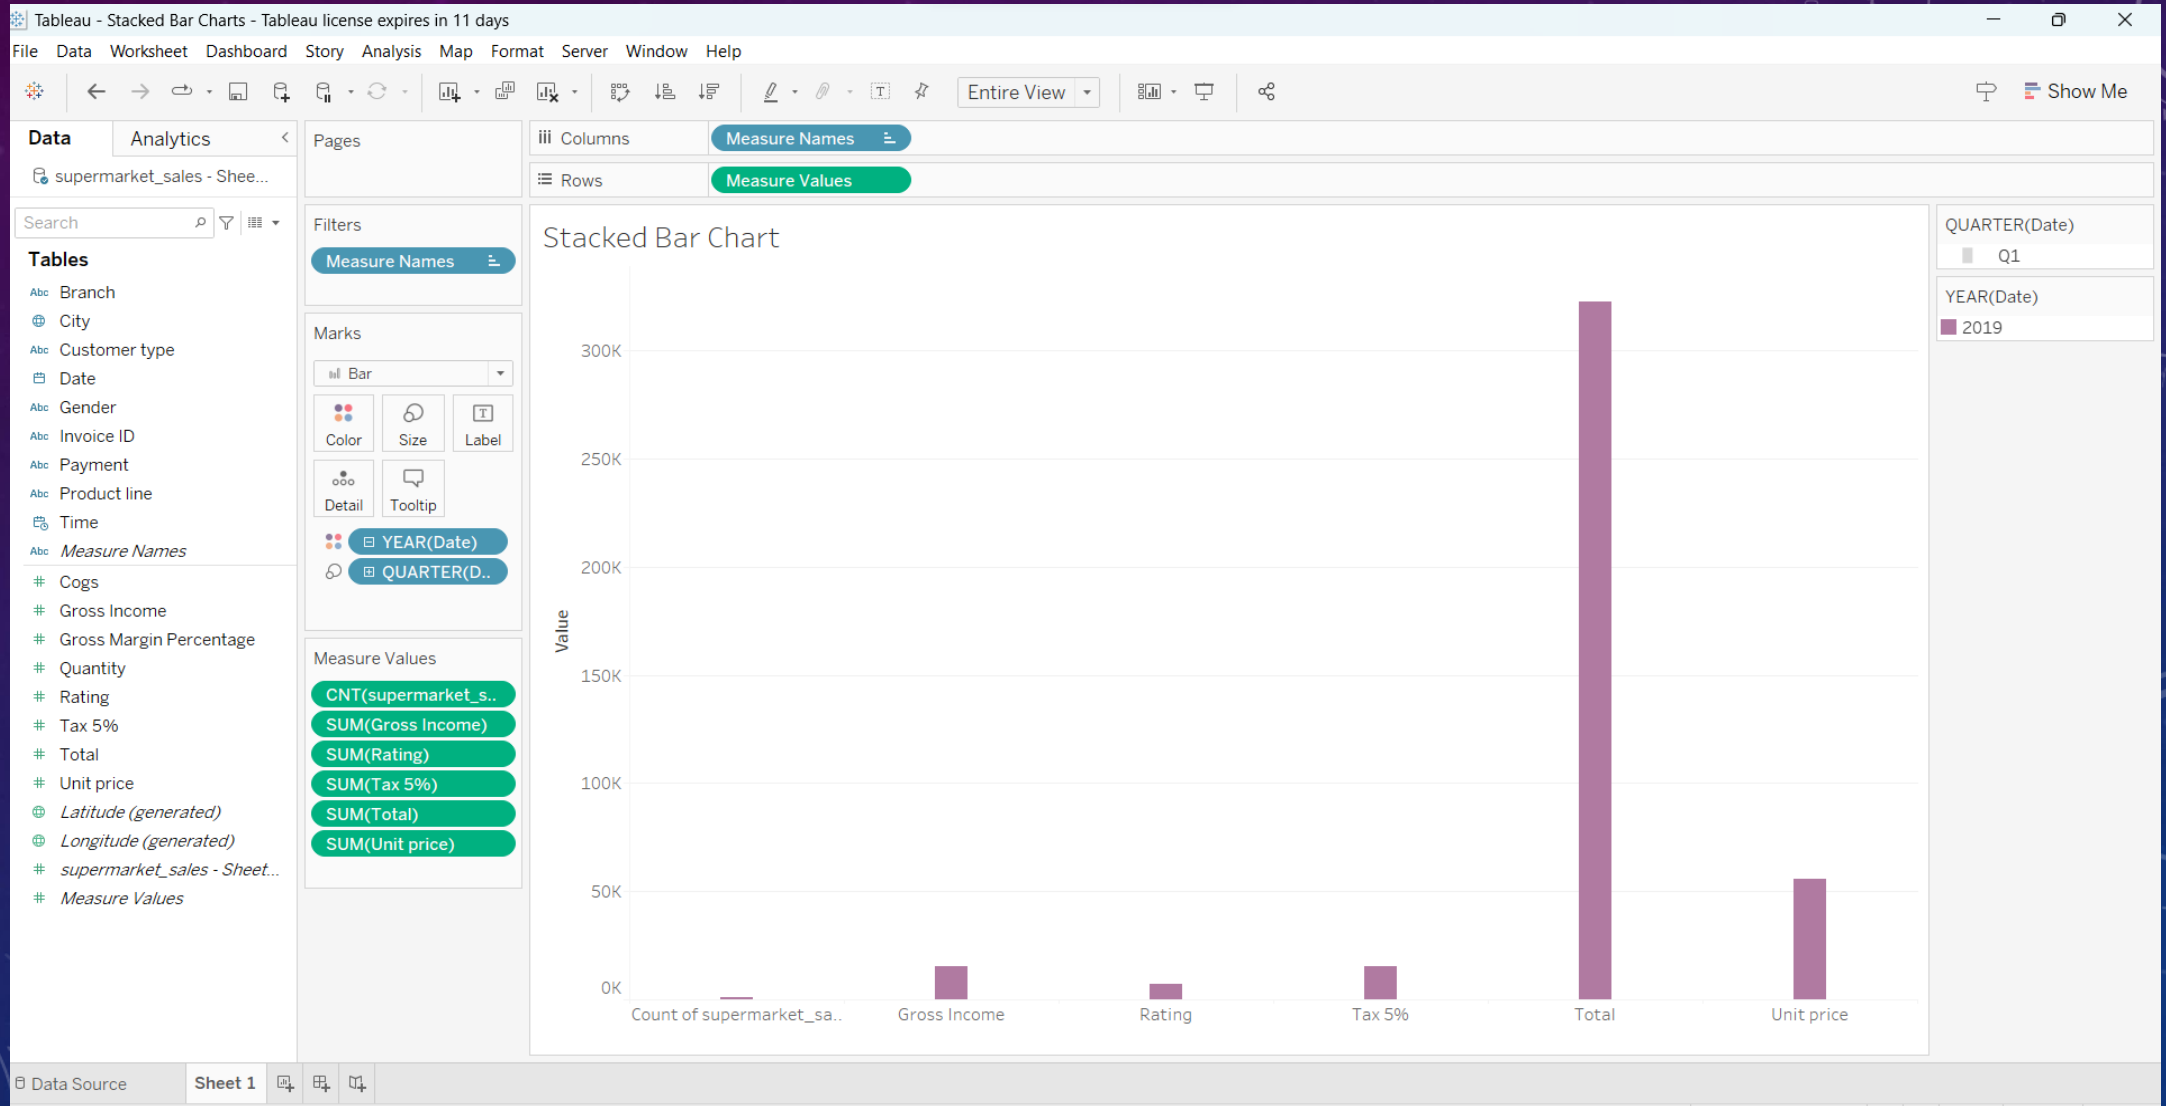 Tableau - Stacked Bar Charts - Tableau license expires in 11 days
File Data Worksheet Dashboard Story Analysis Map Format Server Window Help
Entire View
Show Me
Data
Analytics
supermarket_sales - Shee...
Search
Tables
Abc Branch
City
Abc Customer type
Date
Abc Gender
Abc Invoice ID
Abc Payment
Abc Product line
Time
Abc Measure Names
# Cogs
# Gross Income
# Gross Margin Percentage
# Quantity
# Rating
# Tax 5%
# Total
# Unit price
Latitude (generated)
Longitude (generated)
# supermarket_sales - Sheet...
# Measure Values
Pages
Filters
Measure Names
Marks
Bar
Color
Size
T
Label
Detail
Tooltip
YEAR(Date)
QUARTER(D..
Measure Values
CNT(supermarket_s..
SUM(Gross Income)
SUM(Rating)
SUM(Tax 5%)
SUM(Total)
SUM(Unit price)
Columns
Measure Names
Rows
Measure Values
Stacked Bar Chart
Value
300K
250K
200K
150K
100K
50K
0K
Count of supermarket_sa..
Gross Income
Rating
Tax 5%
Total
Unit price
QUARTER(Date)
Q1
YEAR(Date)
2019
Data Source
Sheet 1